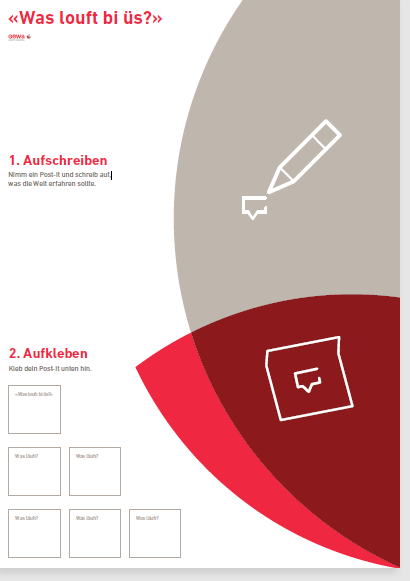 «Was louft bi üs?»
1. Aufschreiben
Nimm ein Post-it und schreib auf,
was die Welt erfahren sollte.
2. Aufkleben
Kleb dein Post-it unten hin.
«Was louft bi üs?»
Was läuft?
Was läuft?
Was läuft?
Was läuft?
Was läuft?